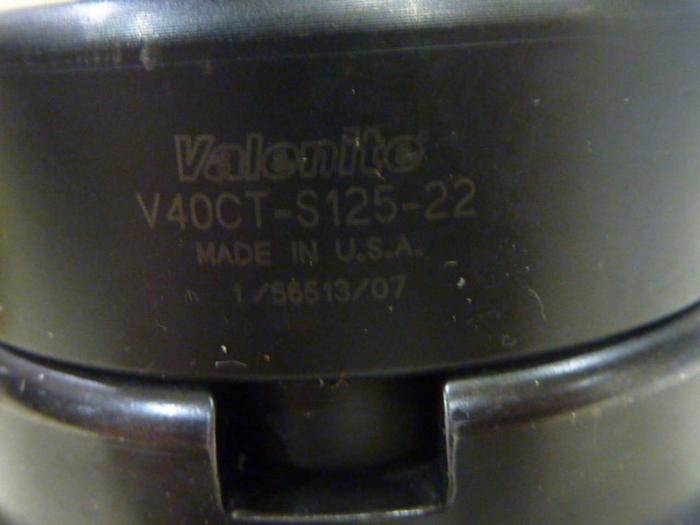 Valenite
V40CT-S125-22
MADE IN U.S.A.
1/56513/07